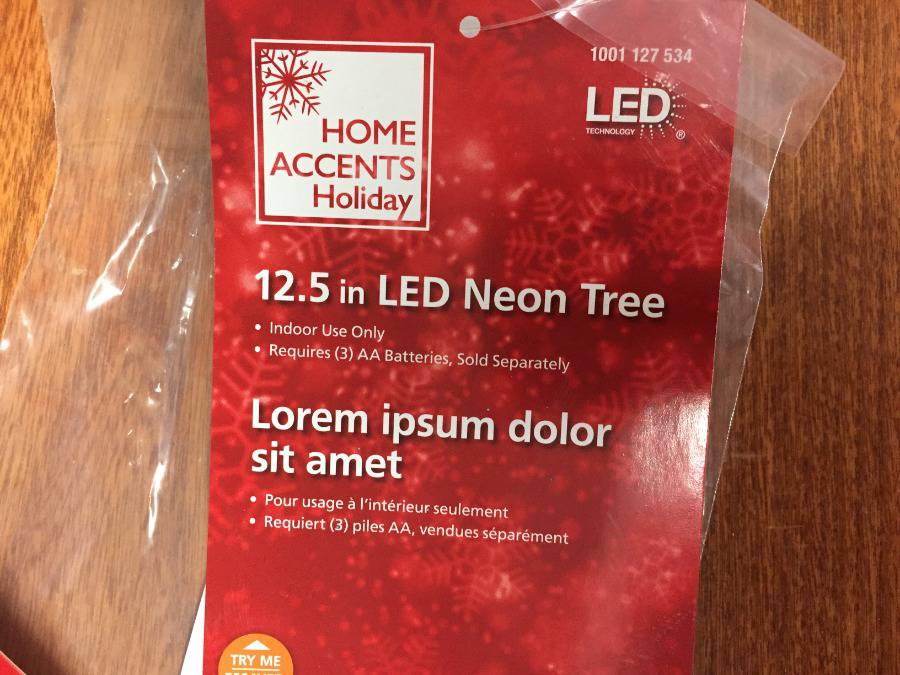 1001 127 534
HOME
ACCENTS
Holiday
LED
TECHNOLOGY ®
12.5 in LED Neon Tree
• Indoor Use Only
• Requires (3) AA Batteries, Sold Separately
Lorem ipsum dolor
sit amet
• Pour usage à l'intérieur seulement
• Requiert (3) piles AA, vendues séparément
TRY ME